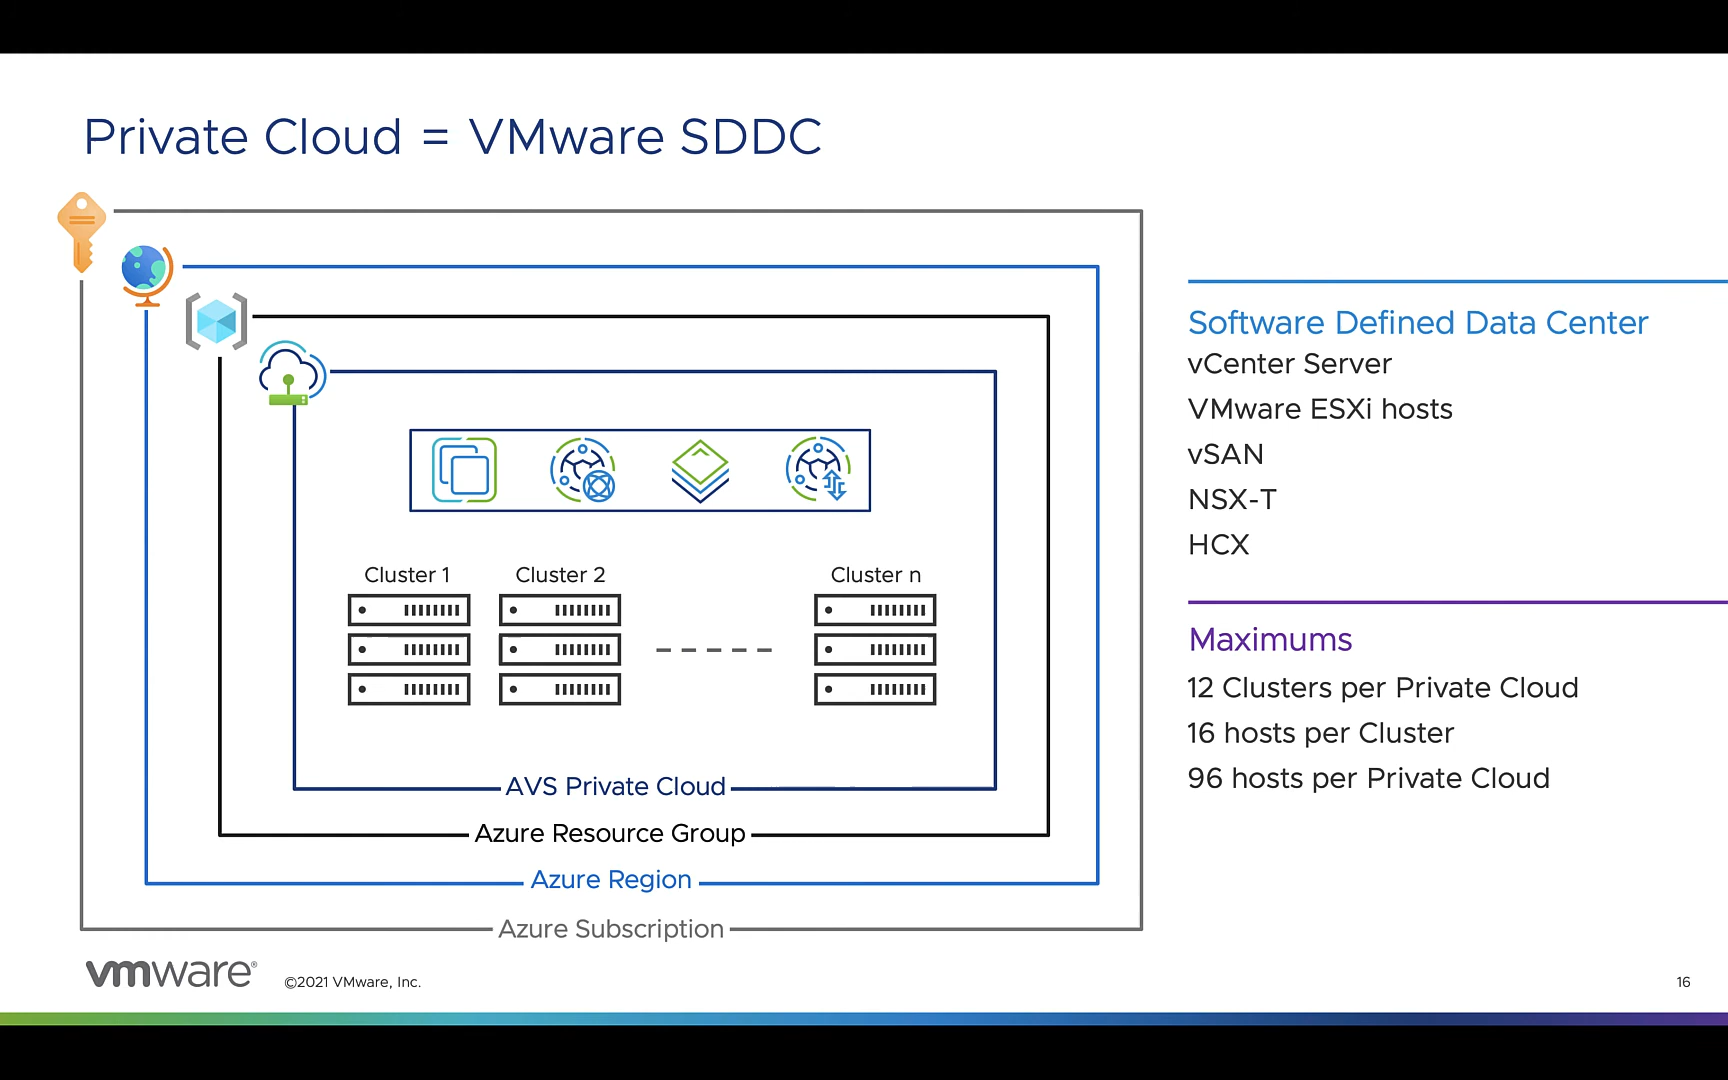 Private Cloud = VMware SDDC
Cluster 1
Cluster 2
Cluster n
AVS Private Cloud
Azure Resource Group
Azure Region
Azure Subscription
Software Defined Data Center
vCenter Server
VMware ESXi hosts
vSAN
NSX-T
HCX
Maximums
12 Clusters per Private Cloud
16 hosts per Cluster
96 hosts per Private Cloud
vmware®
©2021 VMware, Inc.
16